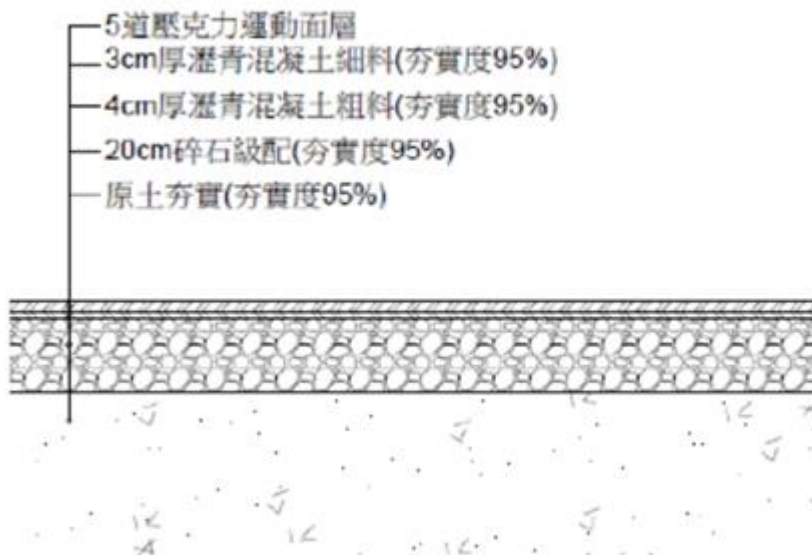 5道壓克力運動面層
3cm厚瀝青混凝土細料(夯實度95%)
4cm厚瀝青混凝土粗料(夯實度95%)
20cm碎石級配(夯實度95%)
原土夯實(夯實度95%)